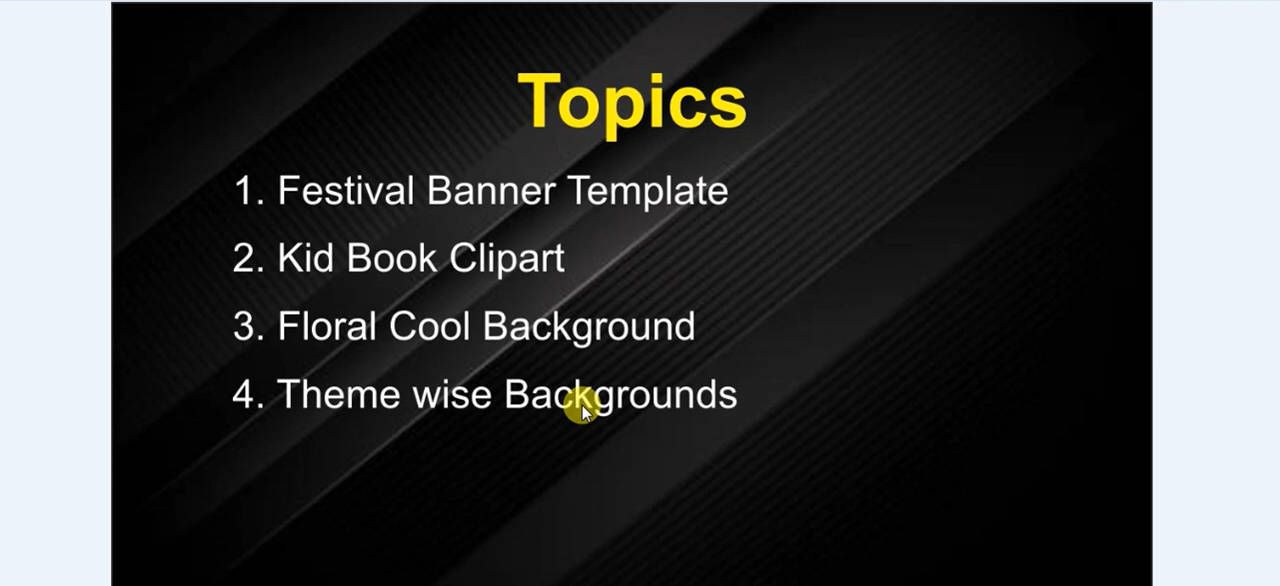 Topics
1. Festival Banner Template
2. Kid Book Clipart
3. Floral Cool Background
4. Theme wise Backgrounds